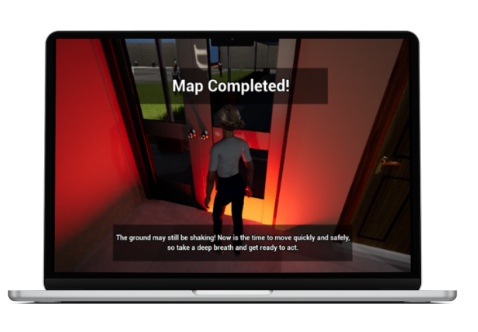 Map Completed!
The ground may still be shaking! Now is the time to move quickly and safely,
so take a deep breath and get ready to act.